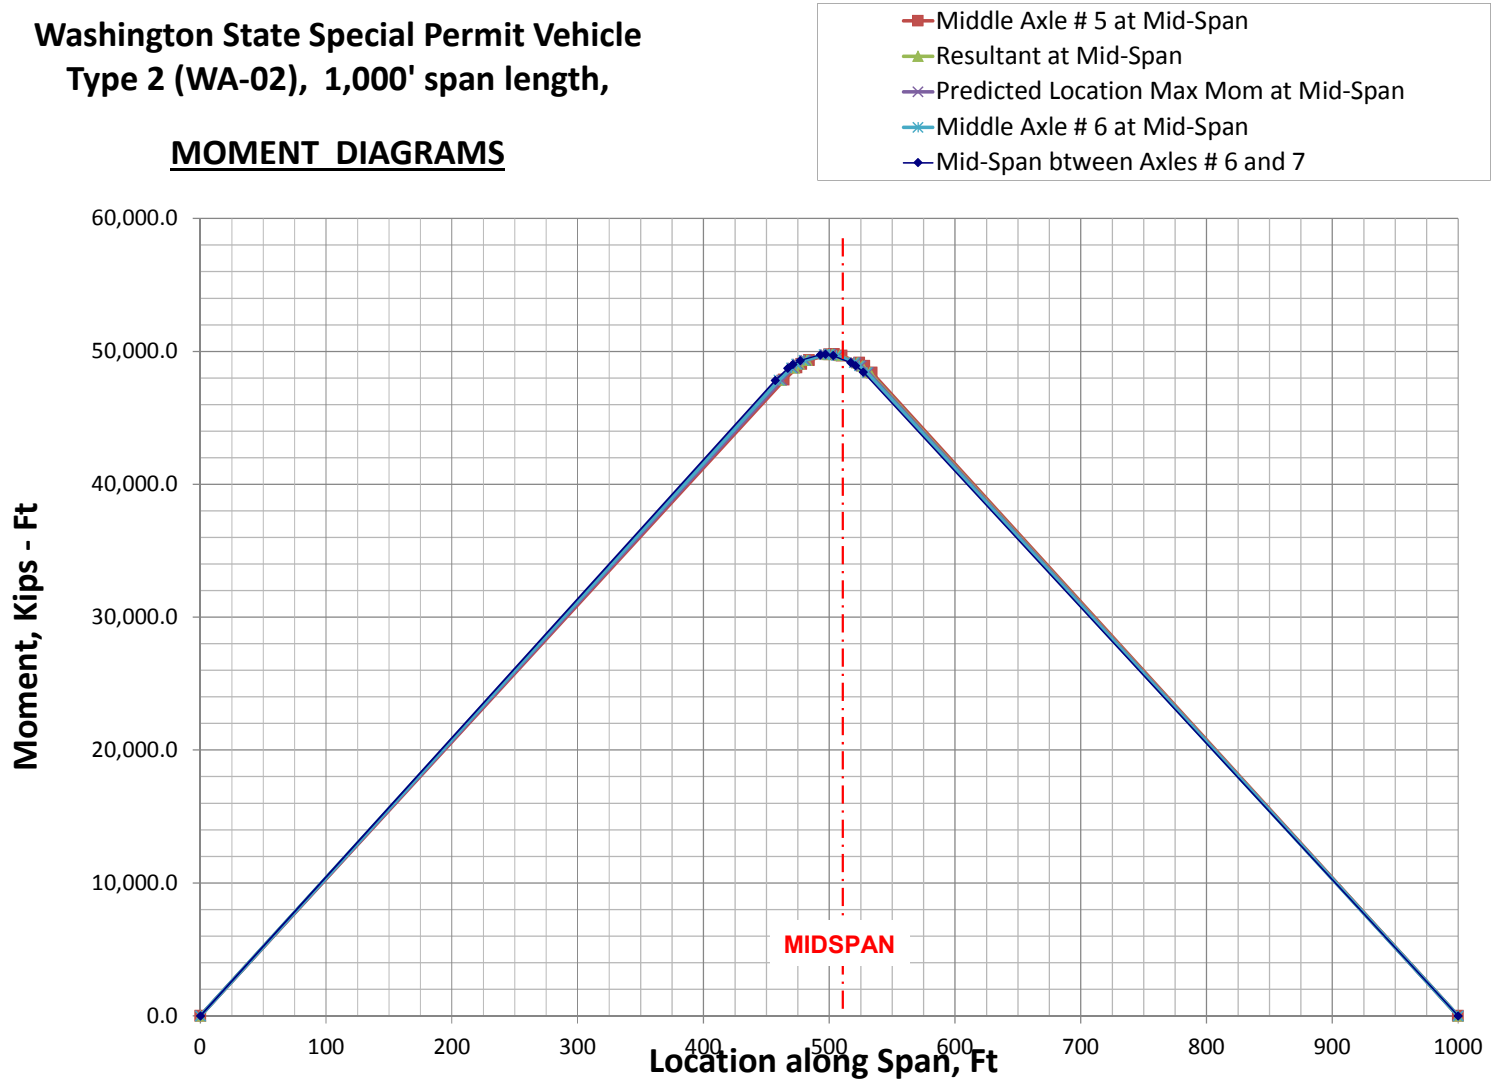 Washington State Special Permit Vehicle
Type 2 (WA-02),  1,000' span length,
MOMENT  DIAGRAMS
Middle Axle # 5 at Mid-Span
Resultant at Mid-Span
Predicted Location Max Mom at Mid-Span
Middle Axle # 6 at Mid-Span
Mid-Span btween Axles # 6 and 7
Moment, Kips - Ft
60,000.0
50,000.0
40,000.0
30,000.0
20,000.0
10,000.0
0.0
MIDSPAN
0 100 200 300 400 500 600 700 800 900 1000
Location along Span, Ft